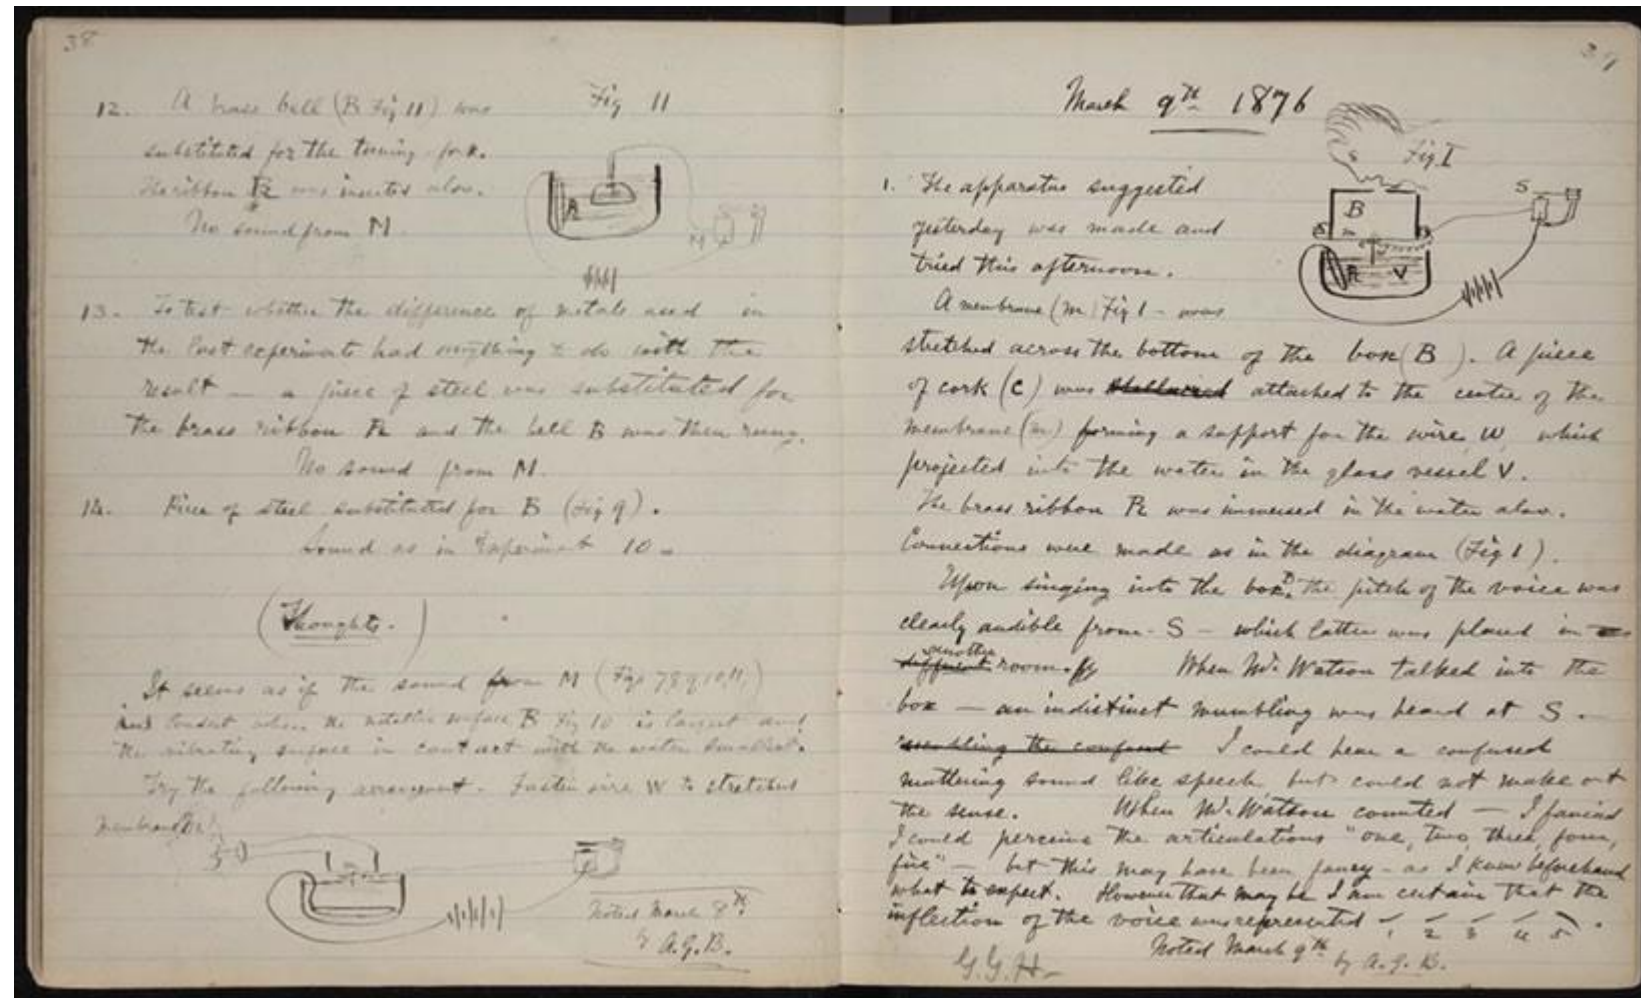 38
12. A brass bell (B Fig 11) was
Fig 11
substituted for the tuning-fork.
The ribbon R was inserted also.
No sound from M.
R
M
13. To test whether the difference of metals used in
the last experiments had anything to do with the
result — a piece of steel was substituted for
the brass ribbon R and the bell B was then rung.
No sound from M.
14. Piece of steel substituted for B (Fig 9).
Sound as in Experiment 10 —
(Thoughts.)
It seems as if the sound from M (Figs 7 8 9, 10, 11,)
was loudest when the metallic surface B Fig 10 is largest and
the vibrating surface in contact with the water smallest.
Try the following arrangement. Fasten wire W to stretched
membrane
Noted March 8th
by A.G.B.
39
March 9th 1876
Fig I
1. The apparatus suggested
yesterday was made and
tried this afternoon.
B
m
R
V
S
A membrane (m) Fig 1 — was
stretched across the bottom of the box (B). A piece
of cork (C) was attached to the centre of the
membrane (m) forming a support for the wire W, which
projected into the water in the glass vessel V.
The brass ribbon R was immersed in the water also.
Connections were made as in the diagram (Fig 1).
Upon singing into the box, the pitch of the voice was
clearly audible from S — which latter was placed in
another room. When Mr. Watson talked into the
box — an indistinct mumbling was heard at S.
I could hear a confused
muttering sound like speech but could not make out
the sense. When Mr. Watson counted — I fancied
I could perceive the articulations "one, two, three, four,
five" — but this may have been fancy — as I knew beforehand
what to expect. However that may be I am certain that the
inflection of the voice was represented 1 2 3 4 5.
Noted March 9th
by A.G.B.
G.G.H—